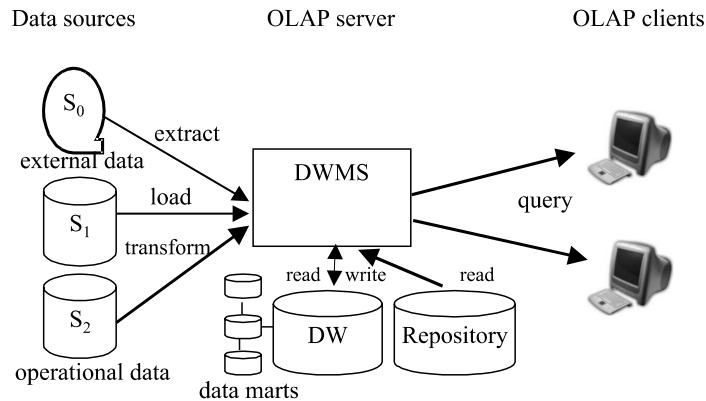 Data sources
OLAP server
OLAP clients
S0
extract
external data
DWMS
load
query
S1
transform
read
write
read
S2
DW
Repository
operational data
data marts